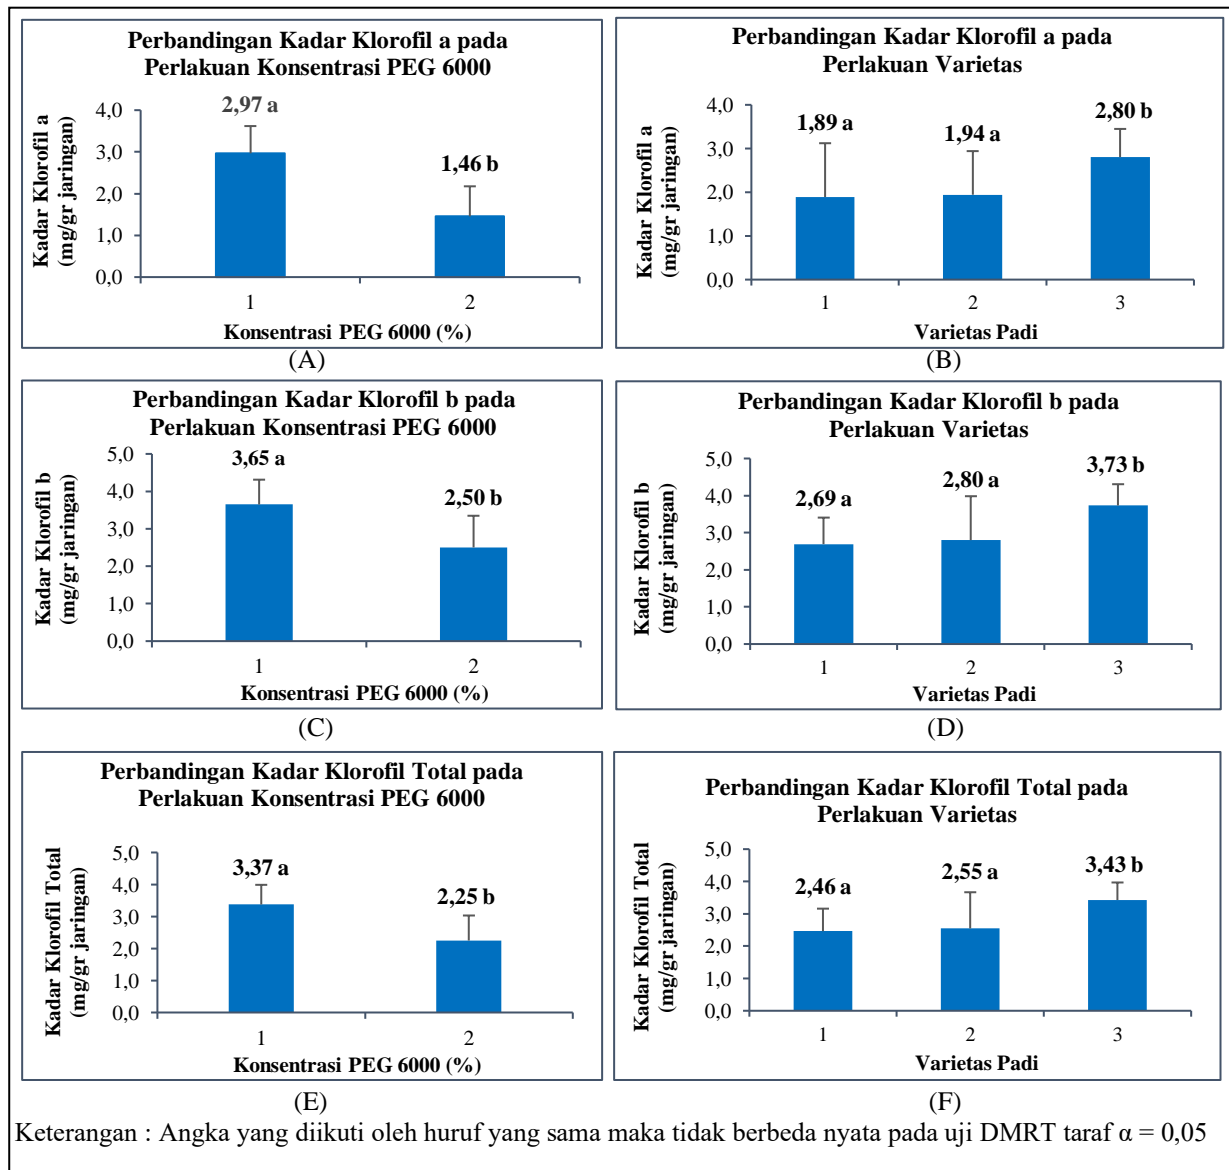 Perbandingan Kadar Klorofil a pada
Perlakuan Konsentrasi PEG 6000
Kadar Klorofil a
(mg/gr jaringan)
4,0
3,0
2,0
1,0
0,0
2,97 a
1,46 b
1
2
Konsentrasi PEG 6000 (%)
(A)
Perbandingan Kadar Klorofil a pada
Perlakuan Varietas
Kadar Klorofil a
(mg/gr jaringan)
4,0
3,0
2,0
1,0
0,0
1,89 a
1,94 a
2,80 b
1
2
3
Varietas Padi
(B)
Perbandingan Kadar Klorofil b pada
Perlakuan Konsentrasi PEG 6000
Kadar Klorofil b
(mg/gr jaringan)
5,0
4,0
3,0
2,0
1,0
0,0
3,65 a
2,50 b
1
2
Konsentrasi PEG 6000 (%)
(C)
Perbandingan Kadar Klorofil b pada
Perlakuan Varietas
Kadar Klorofil b
(mg/gr jaringan)
5,0
4,0
3,0
2,0
1,0
0,0
2,69 a
2,80 a
3,73 b
1
2
3
Varietas Padi
(D)
Perbandingan Kadar Klorofil Total pada
Perlakuan Konsentrasi PEG 6000
Kadar Klorofil Total
(mg/gr jaringan)
5,0
4,0
3,0
2,0
1,0
0,0
3,37 a
2,25 b
1
2
Konsentrasi PEG 6000 (%)
(E)
Perbandingan Kadar Klorofil Total pada
Perlakuan Varietas
Kadar Klorofil Total
(mg/gr jaringan)
5,0
4,0
3,0
2,0
1,0
0,0
2,46 a
2,55 a
3,43 b
1
2
3
Varietas Padi
(F)
Keterangan : Angka yang diikuti oleh huruf yang sama maka tidak berbeda nyata pada uji DMRT taraf α = 0,05